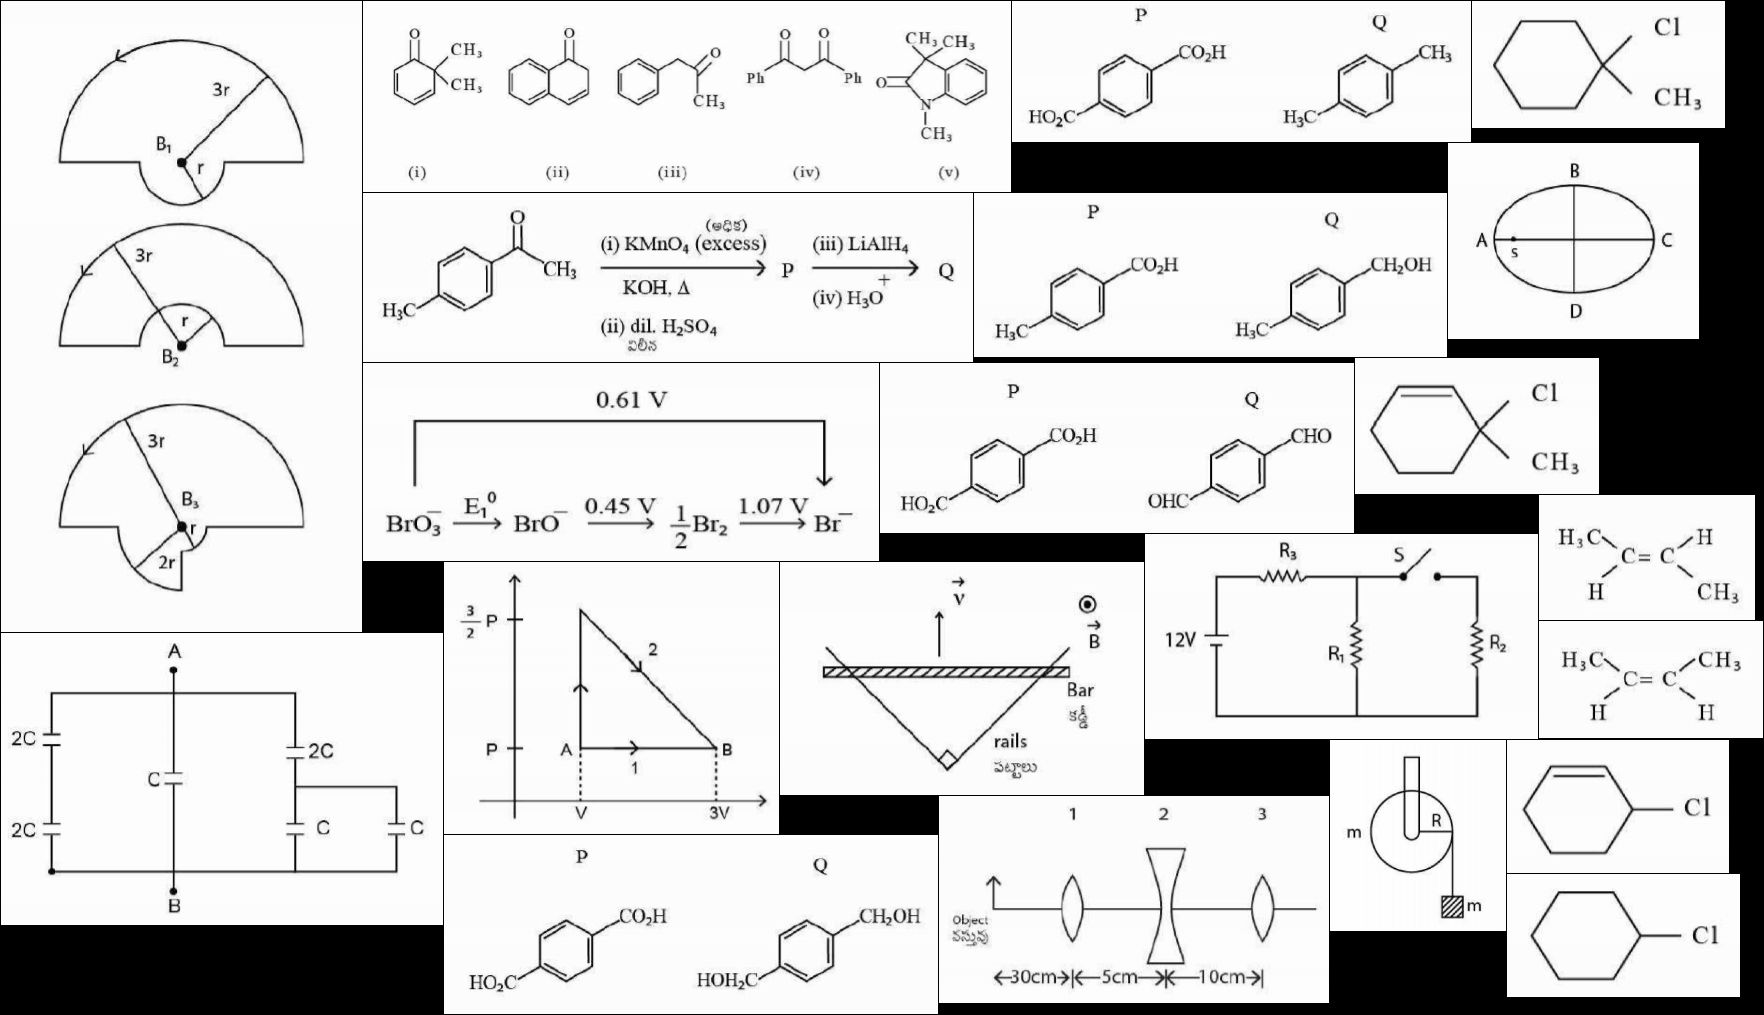 3r
B₁
r
3r
r
B₂
3r
B₃
r
2r
O
CH₃
CH₃
(i)
O
(ii)
O
CH₃
(iii)
O O
Ph Ph
(iv)
CH₃ CH₃
O
N
CH₃
(v)
P
CO₂H
HO₂C
Q
CH₃
H₃C
Cl
CH₃
O
CH₃
H₃C
(అధిక)
(i) KMnO₄ (excess)
KOH, Δ
(ii) dil. H₂SO₄
విలీన
P
(iii) LiAlH₄
(iv) H₃O⁺
Q
P
CO₂H
H₃C
Q
CH₂OH
H₃C
B
A C
s
D
0.61 V
BrO₃⁻ E₁⁰ BrO⁻ 0.45 V ½Br₂ 1.07 V Br⁻
P
CO₂H
HO₂C
Q
CHO
OHC
Cl
CH₃
H₃C H
C=C
H CH₃
H₃C CH₃
C=C
H H
A
2C
2C
C
2C
C C
B
3/2 P
2
P A B
1
V 3V
v⃗
B⃗
Bar
కడ్డీ
rails
పట్టాలు
R₃ S
12V R₁ R₂
P
CO₂H
HO₂C
Q
CH₂OH
HOH₂C
1 2 3
Object
వస్తువు
30cm 5cm 10cm
m R
m
Cl
Cl